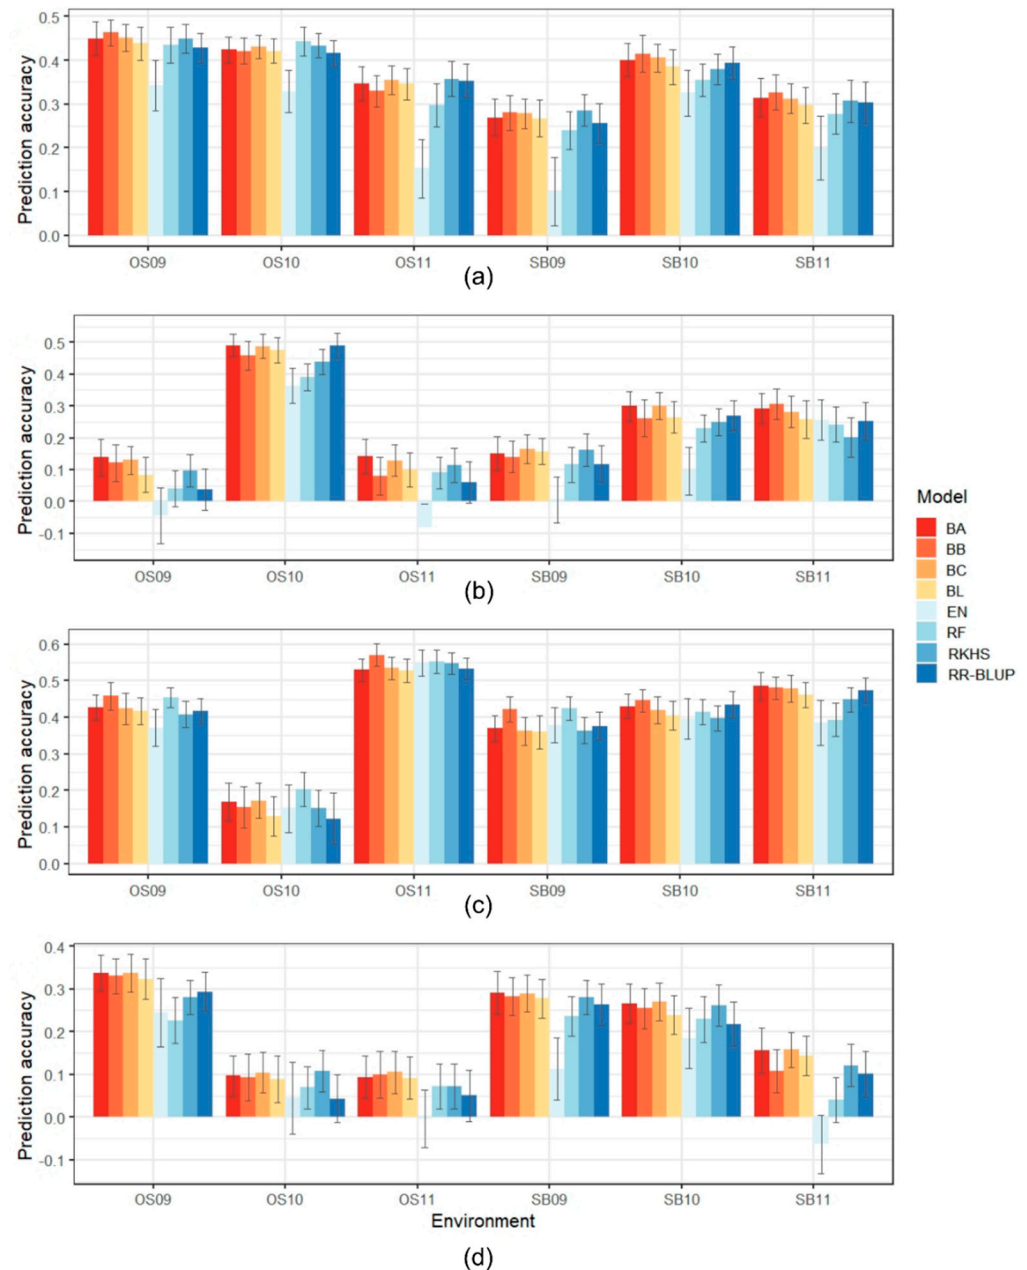 Prediction accuracy
0.5
0.4
0.3
0.2
0.1
0.0
OS09 OS10 OS11 SB09 SB10 SB11
(a)
Prediction accuracy
0.5
0.4
0.3
0.2
0.1
0.0
-0.1
OS09 OS10 OS11 SB09 SB10 SB11
(b)
Model
BA
BB
BC
BL
EN
RF
RKHS
RR-BLUP
Prediction accuracy
0.6
0.5
0.4
0.3
0.2
0.1
0.0
OS09 OS10 OS11 SB09 SB10 SB11
(c)
Prediction accuracy
0.4
0.3
0.2
0.1
0.0
-0.1
OS09 OS10 OS11 SB09 SB10 SB11
Environment
(d)